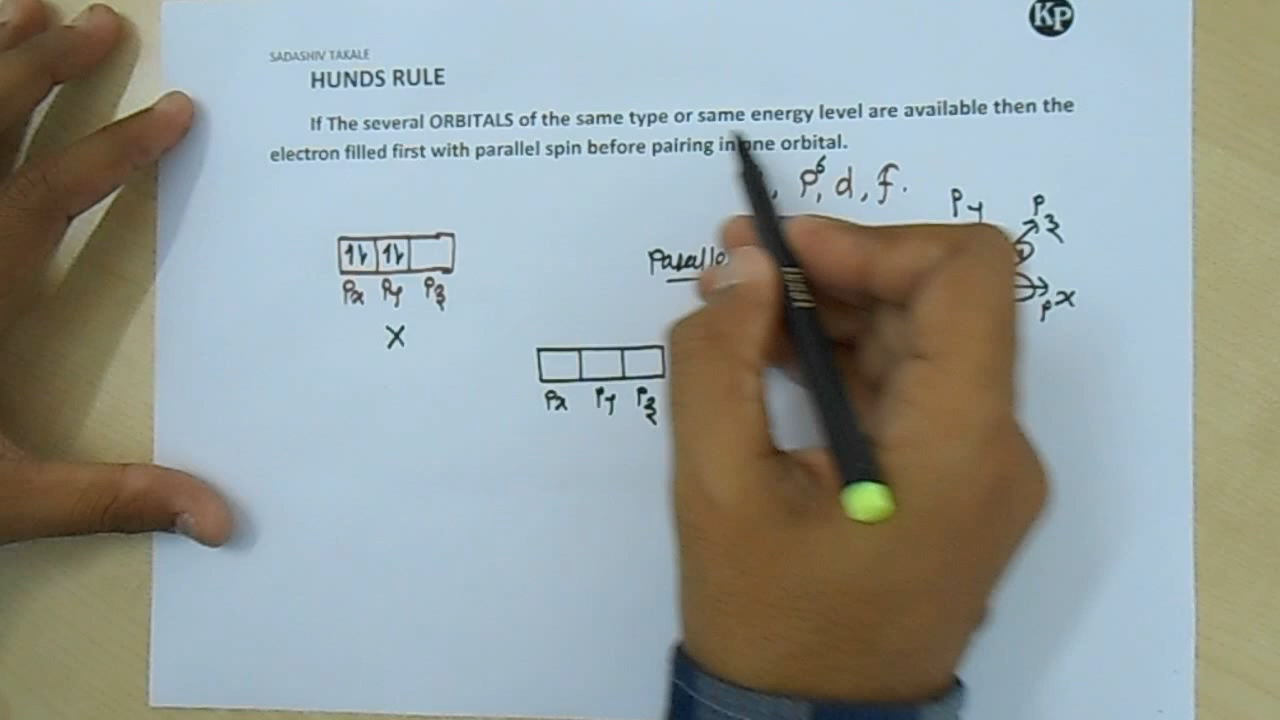 KP
SADASHIV TAKALE
HUNDS RULE
If The several ORBITALS of the same type or same energy level are available then the
electron filled first with parallel spin before pairing in one orbital.
, p⁶, d, f.
Py Pz
Px
Px Py Pz
X
Px Py Pz